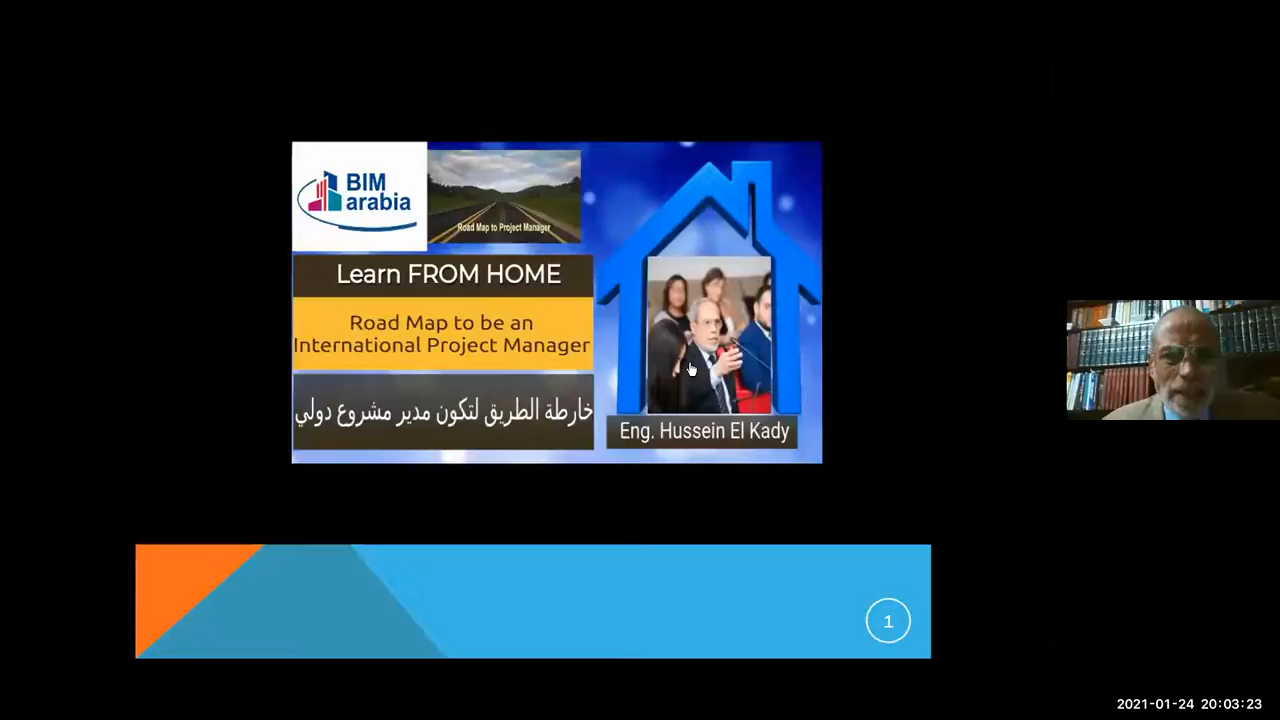 BIM
arabia
Road Map to Project Manager
Learn FROM HOME
Road Map to be an
International Project Manager
خارطة الطريق لتكون مدير مشروع دولي
Eng. Hussein El Kady
1
2021-01-24 20:03:23